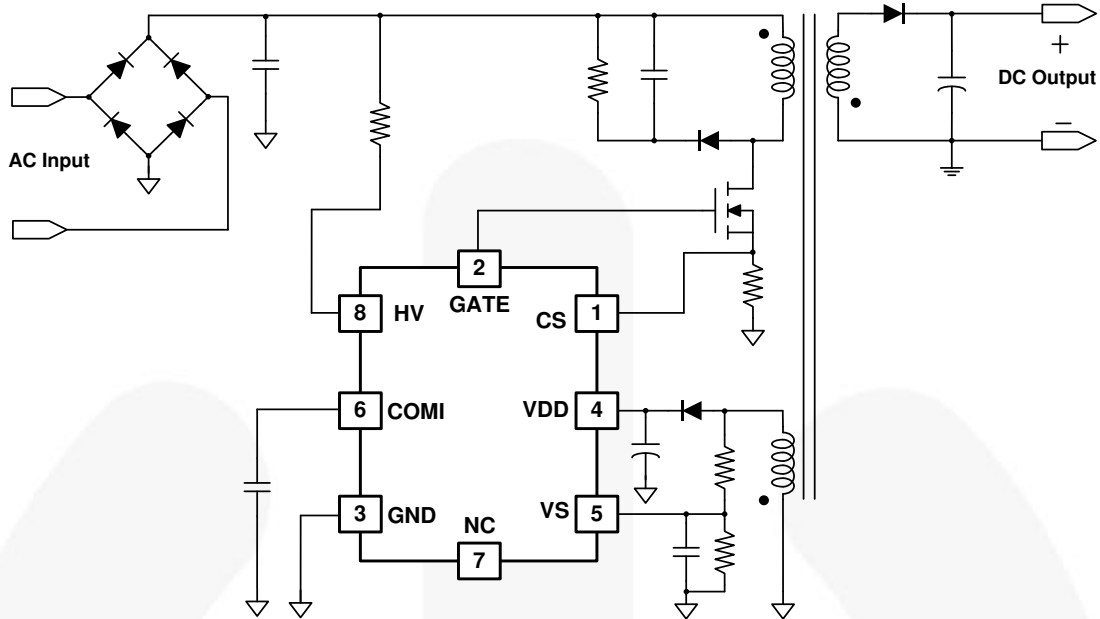 +
DC Output
−
AC Input
2
GATE
8
HV
CS
1
6
COMI
VDD
4
3
GND
NC
7
VS
5